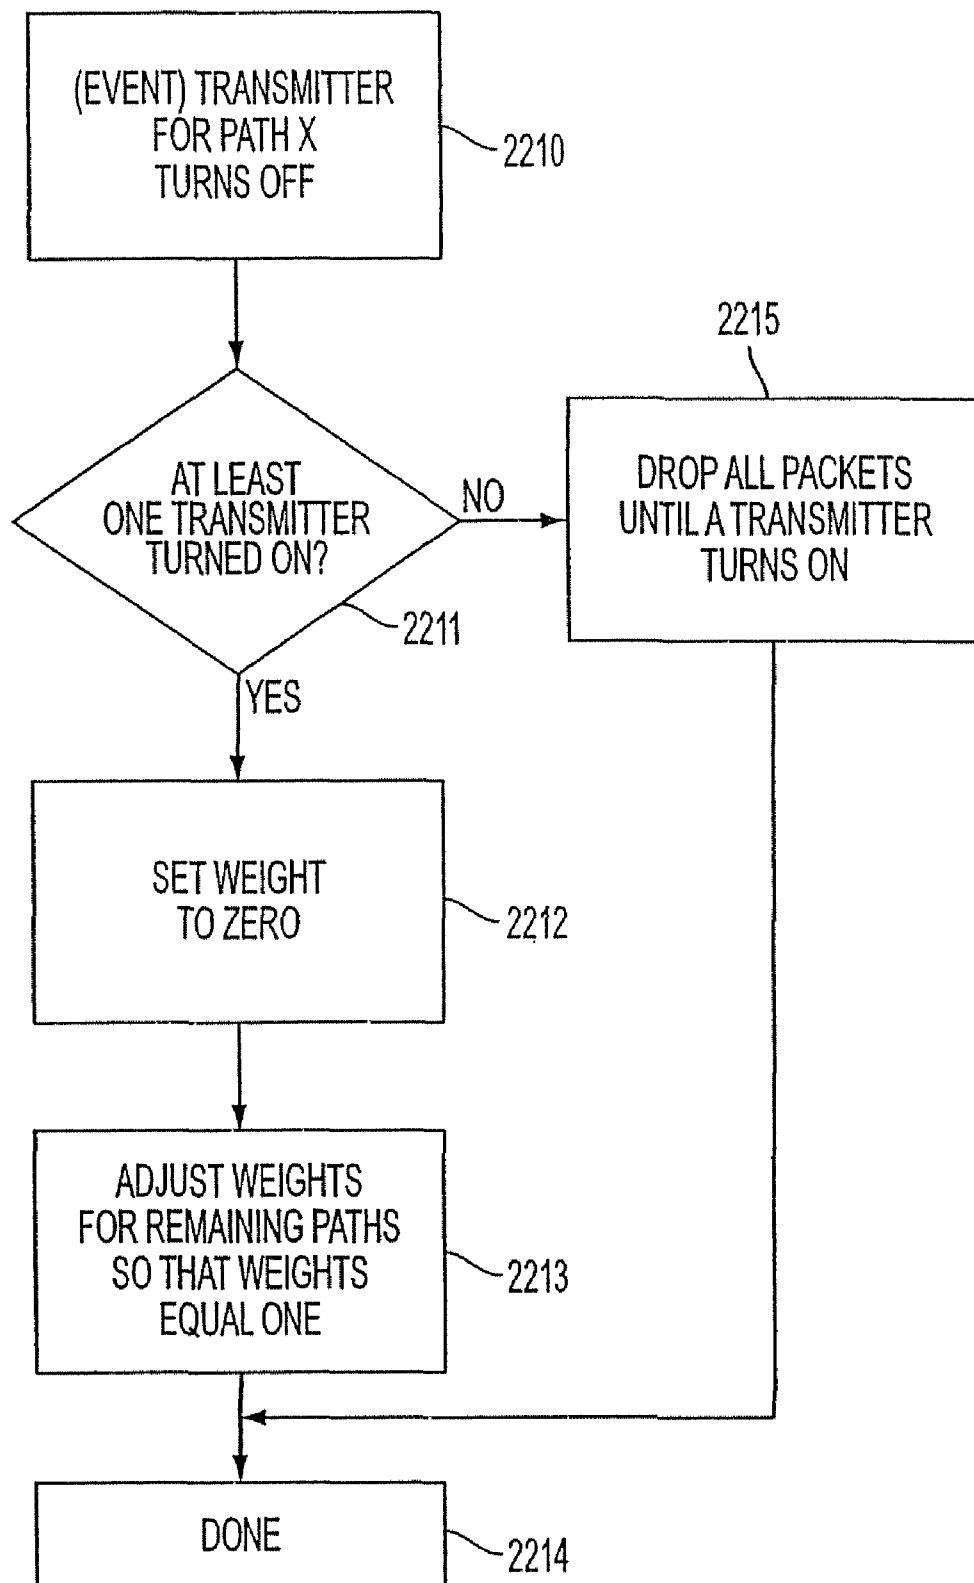 (EVENT) TRANSMITTER
FOR PATH X
TURNS OFF
2210
2215
AT LEAST
ONE TRANSMITTER
TURNED ON?
NO
2211
YES
DROP ALL PACKETS
UNTIL A TRANSMITTER
TURNS ON
SET WEIGHT
TO ZERO
2212
ADJUST WEIGHTS
FOR REMAINING PATHS
SO THAT WEIGHTS
EQUAL ONE
2213
DONE
2214